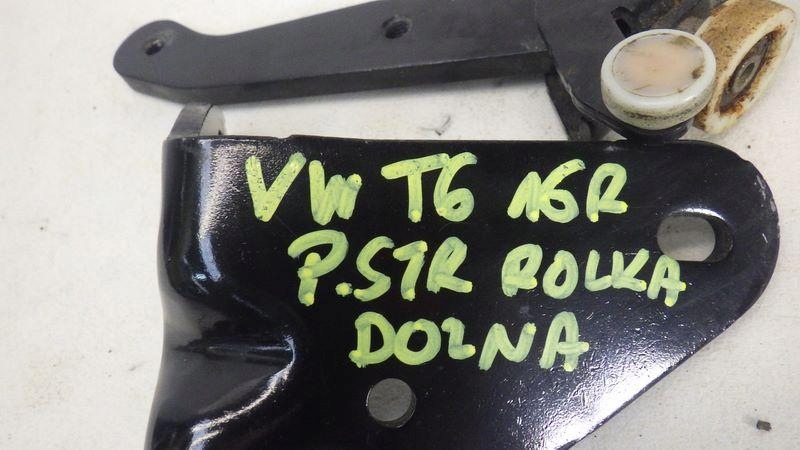 VW T6 16R
P.STR ROLKA
DOLNA